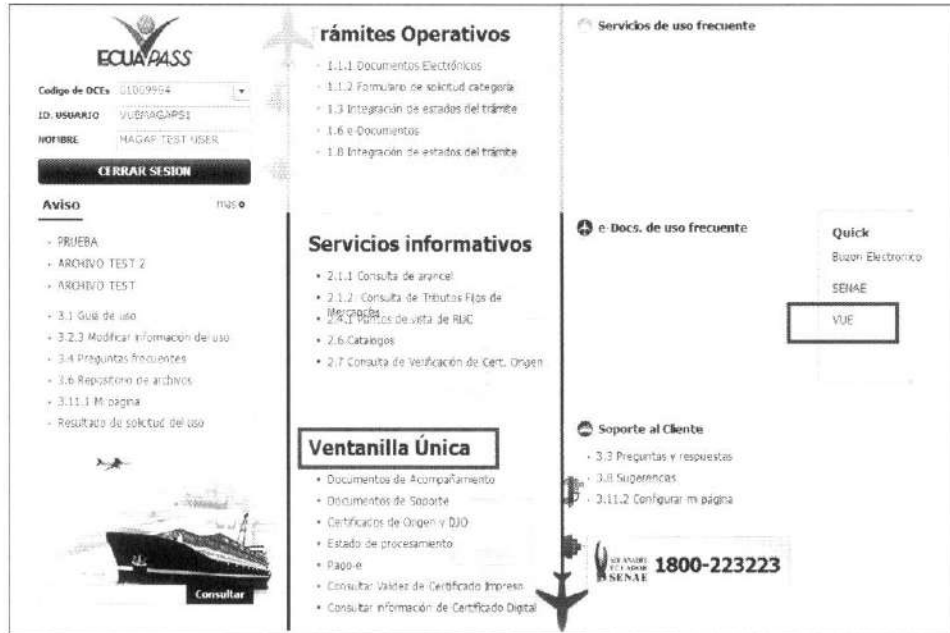 ECUAPASS
Codigo de OCEs 01009994
ID. USUARIO VUEMAGAPS1
NOMBRE MAGAP TEST USER
CERRAR SESION
Aviso
mas
PRUEBA
ARCHIVO TEST 2
ARCHIVO TEST
3.1 Guia de uso
3.2.3 Modificar informacion del uso
3.4 Preguntas frecuentes
3.6 Repositorio de archivos
3.11.1 Mi pagina
Resultado de solicitud del uso
Consultar
Trámites Operativos
1.1.1 Documentos Electrónicos
1.1.2 Formulario de solicitud categoria
1.3 Integración de estados del trámite
1.6 e-Documentos
1.8 Integración de estados del trámite
Servicios informativos
2.1.1 Consulta de arancel
2.1.2 Consulta de Tributos Fijos de
Mercancías
2.4.1 Puntos de vista de RUC
2.6 Catalogos
2.7 Consulta de Verificación de Cert. Origen
Ventanilla Única
Documentos de Acompañamiento
Documentos de Soporte
Certificados de Origen y DJO
Estado de procesamiento
Pago-e
Consultar Validez de Certificado Impreso
Consultar información de Certificado Digital
Servicios de uso frecuente
e-Docs. de uso frecuente
Soporte al Cliente
3.3 Preguntas y respuestas
3.8 Sugerencias
3.11.2 Configurar mi página
SENAE
1800-223223
Quick
Buzon Electronico
SENAE
VUE